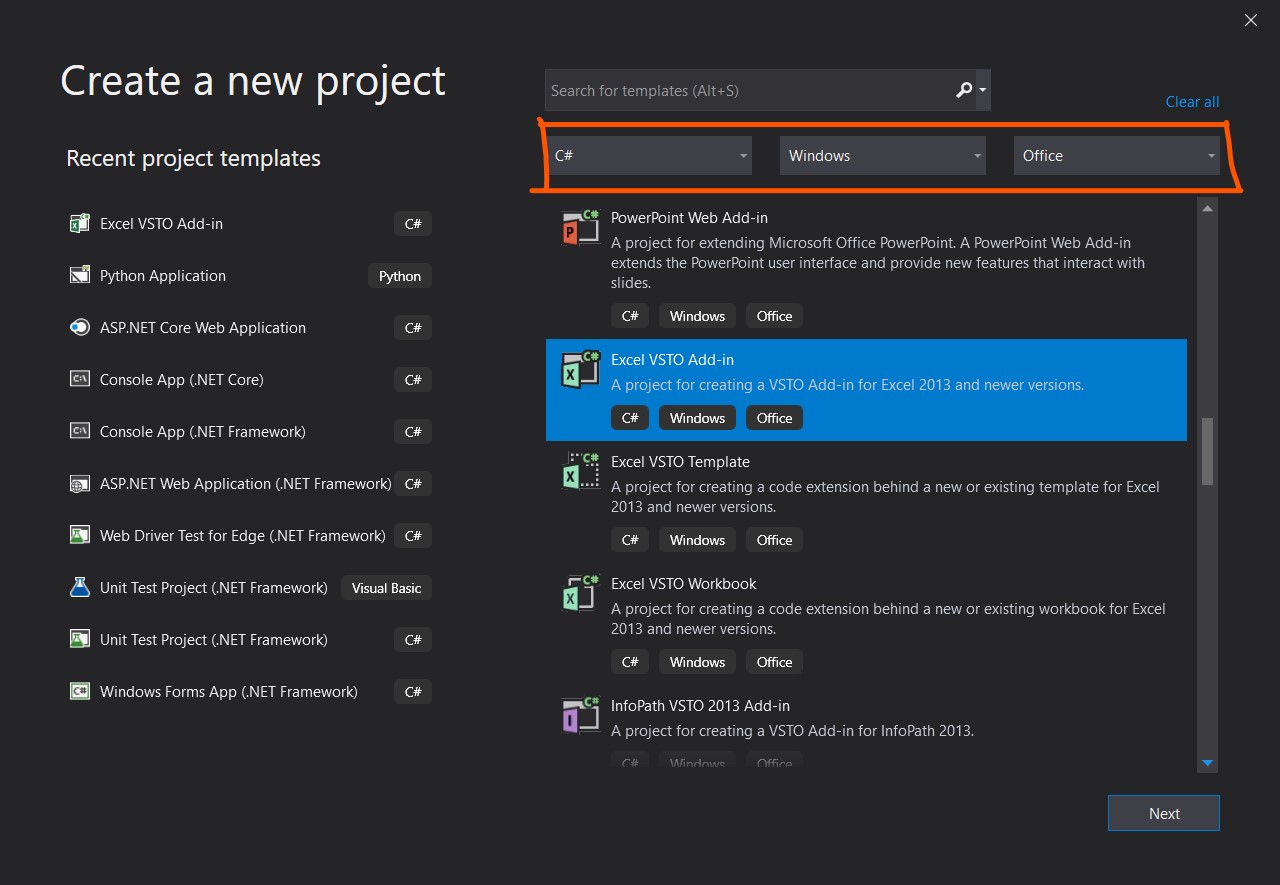 Create a new project
Recent project templates
Excel VSTO Add-in C#
Python Application Python
ASP.NET Core Web Application C#
Console App (.NET Core) C#
Console App (.NET Framework) C#
ASP.NET Web Application (.NET Framework) C#
Web Driver Test for Edge (.NET Framework) C#
Unit Test Project (.NET Framework) Visual Basic
Unit Test Project (.NET Framework) C#
Windows Forms App (.NET Framework) C#
Search for templates (Alt+S)
Clear all
C# Windows Office
PowerPoint Web Add-in
A project for extending Microsoft Office PowerPoint. A PowerPoint Web Add-in
extends the PowerPoint user interface and provide new features that interact with
slides.
C# Windows Office
Excel VSTO Add-in
A project for creating a VSTO Add-in for Excel 2013 and newer versions.
C# Windows Office
Excel VSTO Template
A project for creating a code extension behind a new or existing template for Excel
2013 and newer versions.
C# Windows Office
Excel VSTO Workbook
A project for creating a code extension behind a new or existing workbook for Excel
2013 and newer versions.
C# Windows Office
InfoPath VSTO 2013 Add-in
A project for creating a VSTO Add-in for InfoPath 2013.
C# Windows Office
Next